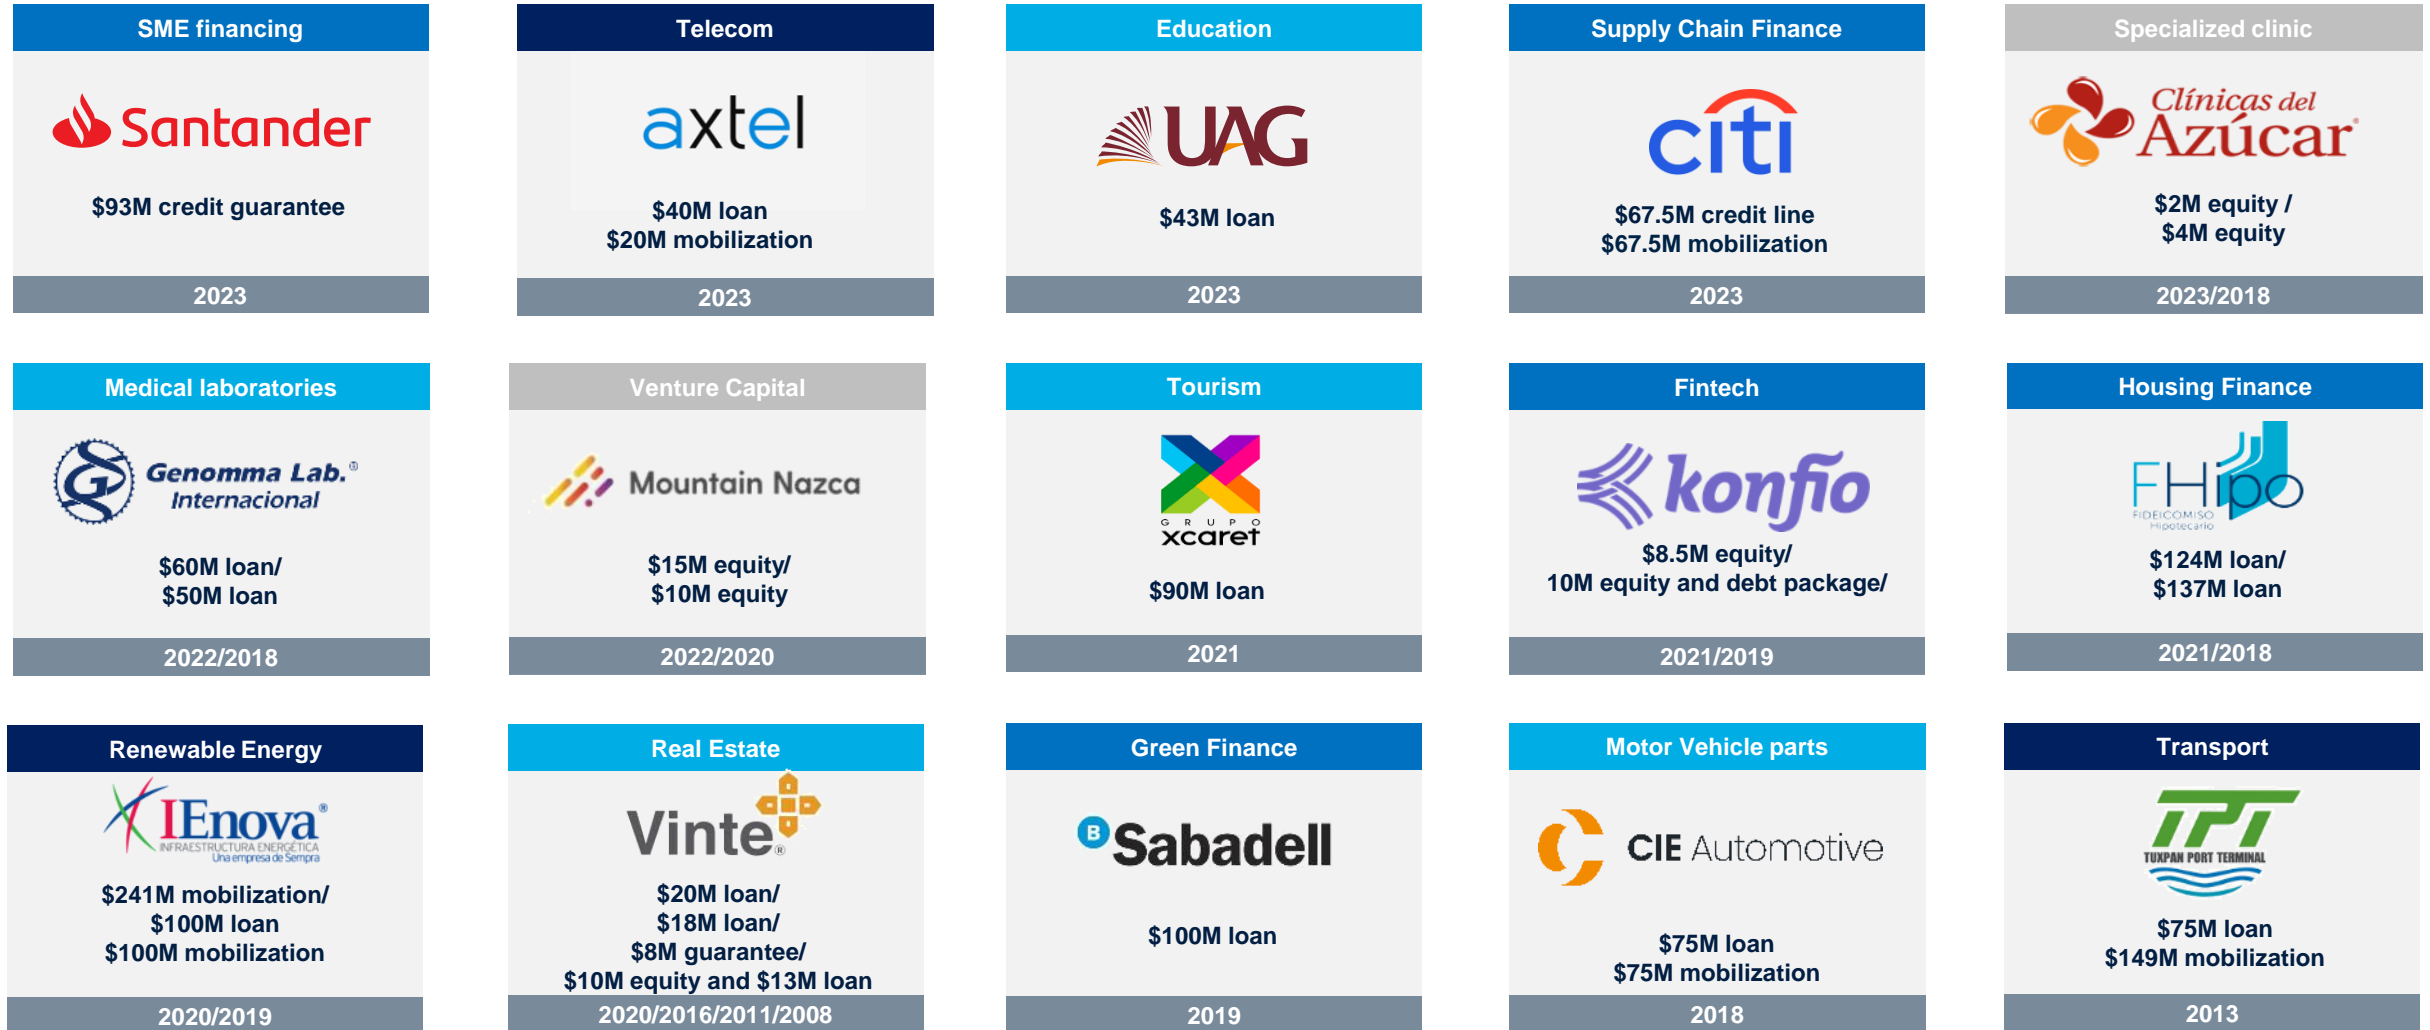 SME financing
Santander
$93M credit guarantee
2023
Telecom
axtel
$40M loan
$20M mobilization
2023
Education
UAG
$43M loan
2023
Supply Chain Finance
citi
$67.5M credit line
$67.5M mobilization
2023
Specialized clinic
Clínicas del
Azúcar®
$2M equity /
$4M equity
2023/2018
Medical laboratories
Genomma Lab.®
Internacional
$60M loan/
$50M loan
2022/2018
Venture Capital
Mountain Nazca
$15M equity/
$10M equity
2022/2020
Tourism
GRUPO
xcaret
$90M loan
2021
Fintech
konfio
$8.5M equity/
10M equity and debt package/
2021/2019
Housing Finance
FHipo
FIDEICOMISO
Hipotecario
$124M loan/
$137M loan
2021/2018
Renewable Energy
IEnova®
INFRAESTRUCTURA ENERGÉTICA
Una empresa de Sempra
$241M mobilization/
$100M loan
$100M mobilization
2020/2019
Real Estate
Vinte®
$20M loan/
$18M loan/
$8M guarantee/
$10M equity and $13M loan
2020/2016/2011/2008
Green Finance
B Sabadell
$100M loan
2019
Motor Vehicle parts
CIE Automotive
$75M loan
$75M mobilization
2018
Transport
TPT
TUXPAN PORT TERMINAL
$75M loan
$149M mobilization
2013